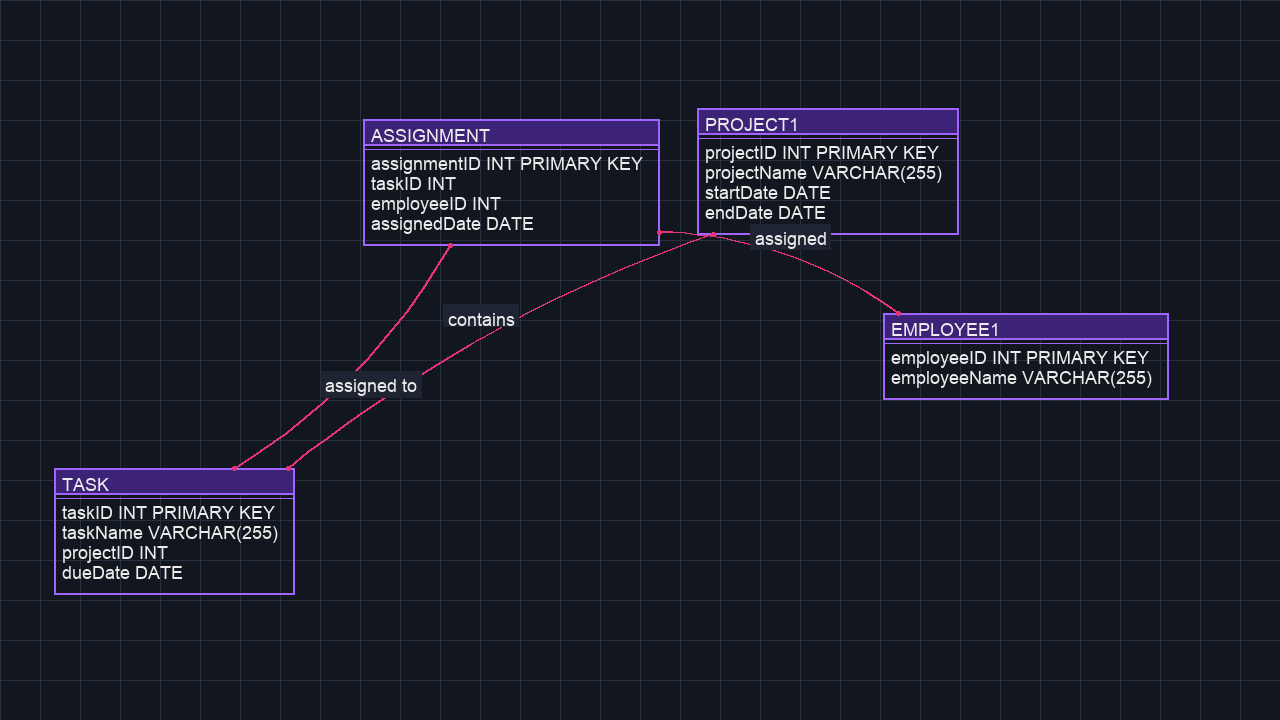 ASSIGNMENT
assignmentID INT PRIMARY KEY
taskID INT
employeeID INT
assignedDate DATE
PROJECT1
projectID INT PRIMARY KEY
projectName VARCHAR(255)
startDate DATE
endDate DATE
assigned
contains
EMPLOYEE1
employeeID INT PRIMARY KEY
employeeName VARCHAR(255)
assigned to
TASK
taskID INT PRIMARY KEY
taskName VARCHAR(255)
projectID INT
dueDate DATE